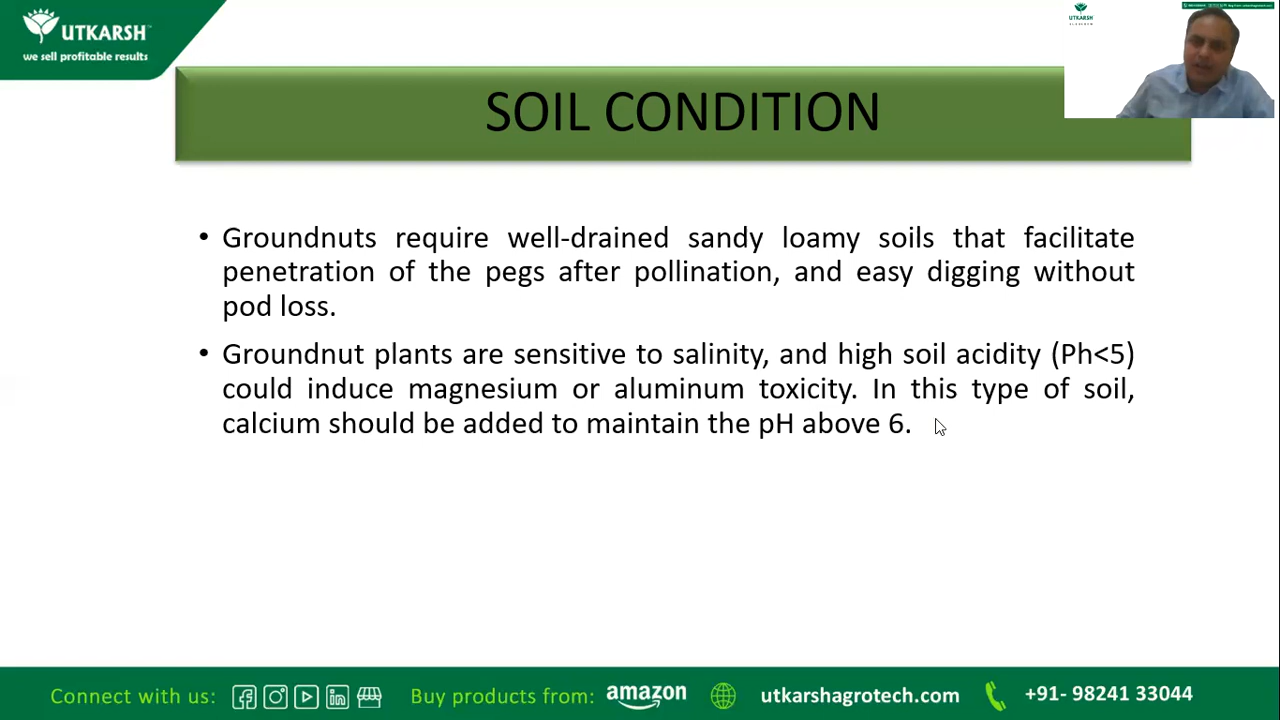 UTKARSH
we sell profitable results
UTKARSH
SOIL CONDITION
• Groundnuts require well-drained sandy loamy soils that facilitate
penetration of the pegs after pollination, and easy digging without
pod loss.
• Groundnut plants are sensitive to salinity, and high soil acidity (Ph<5)
could induce magnesium or aluminum toxicity. In this type of soil,
calcium should be added to maintain the pH above 6.
Connect with us:
Buy products from: amazon
utkarshagrotech.com
+91- 98241 33044